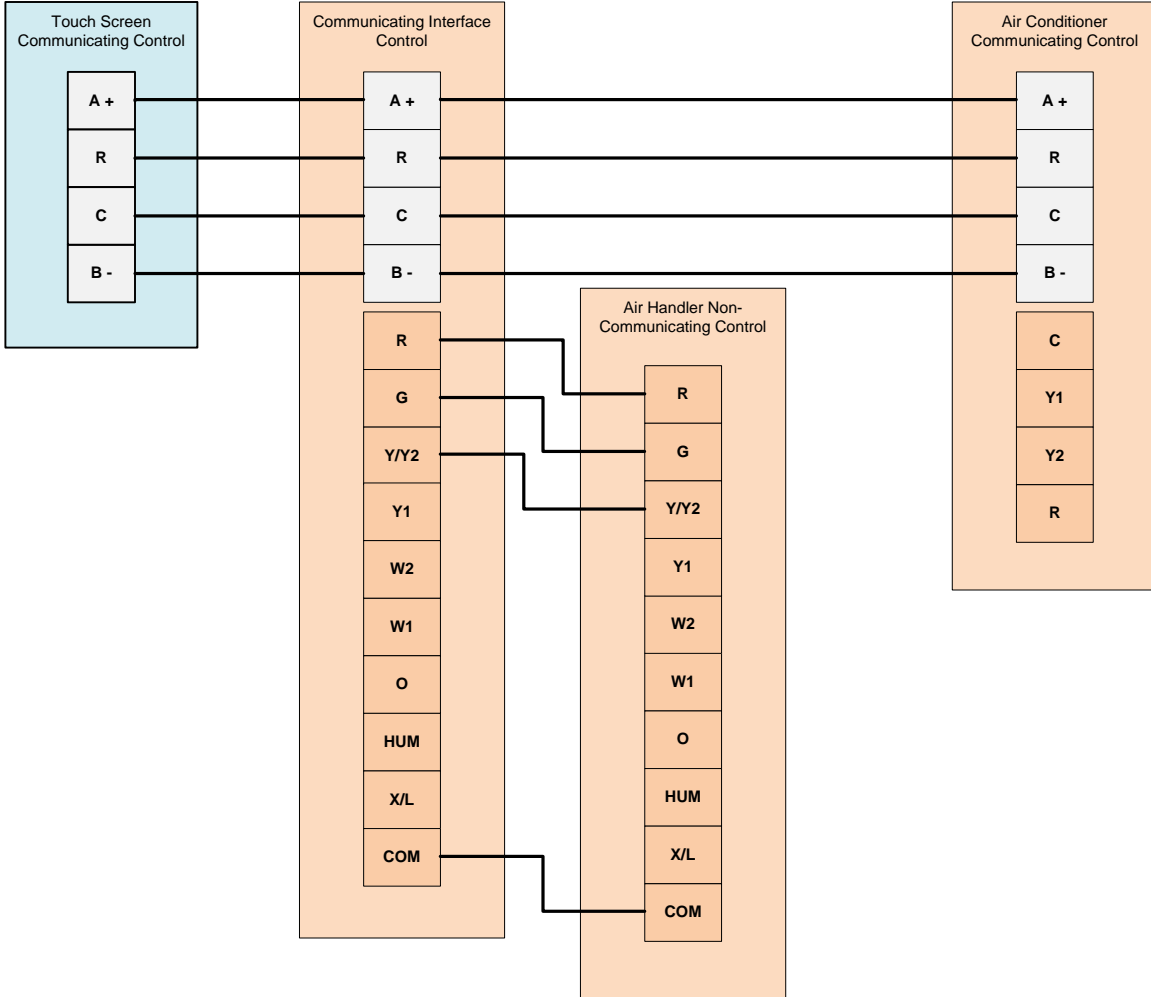 Touch Screen
Communicating Control
A +
R
C
B -
Communicating Interface
Control
A +
R
C
B -
R
G
Y/Y2
Y1
W2
W1
O
HUM
X/L
COM
Air Handler Non-
Communicating Control
R
G
Y/Y2
Y1
W2
W1
O
HUM
X/L
COM
Air Conditioner
Communicating Control
A +
R
C
B -
C
Y1
Y2
R